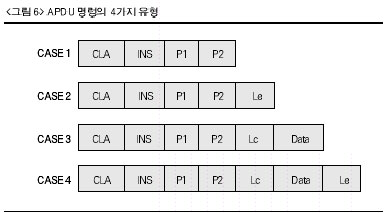 <그림 6> APDU 명령의 4가지 유형
CASE 1 CLA INS P1 P2
CASE 2 CLA INS P1 P2 Le
CASE 3 CLA INS P1 P2 Lc Data
CASE 4 CLA INS P1 P2 Lc Data Le